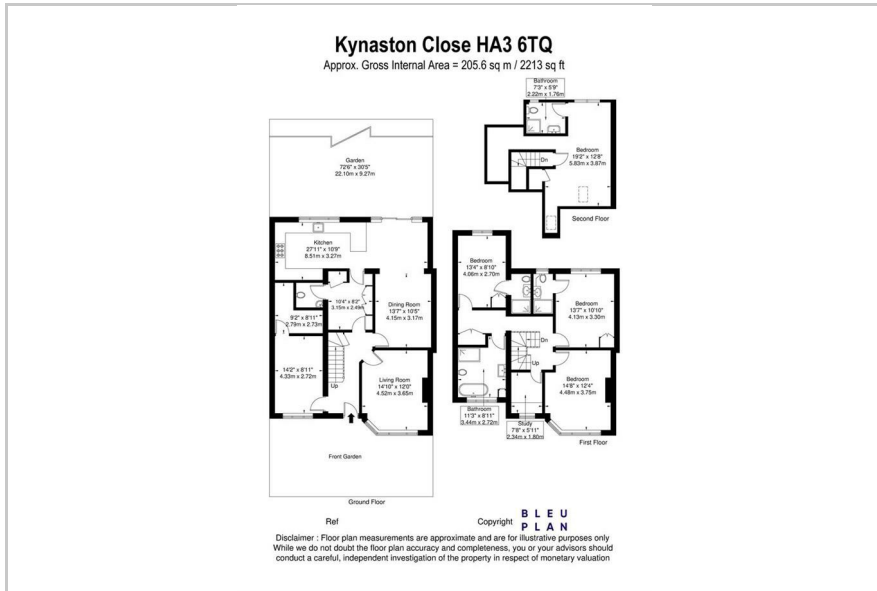 Kynaston Close HA3 6TQ
Approx. Gross Internal Area = 205.6 sq m / 2213 sq ft
Bathroom
7'3" x 5'9"
2.22m x 1.76m
Bedroom
19'2" x 12'8"
5.83m x 3.87m
Dn
Second Floor
Garden
72'6" x 30'5"
22.10m x 9.27m
Kitchen
27'11" x 10'9"
8.51m x 3.27m
10'4" x 8'2"
3.15m x 2.49m
9'2" x 8'11"
2.79m x 2.73m
Dining Room
13'7" x 10'5"
4.15m x 3.17m
14'2" x 8'11"
4.33m x 2.72m
Up
Living Room
14'10" x 12'0"
4.52m x 3.65m
Front Garden
Ground Floor
Bedroom
13'4" x 8'10"
4.06m x 2.70m
Bedroom
13'7" x 10'10"
4.13m x 3.30m
Dn
Up
Bedroom
14'8" x 12'4"
4.48m x 3.75m
Bathroom
11'3" x 8'11"
3.44m x 2.72m
Study
7'8" x 5'11"
2.34m x 1.80m
First Floor
Ref
Copyright
BLEU
PLAN
Disclaimer : Floor plan measurements are approximate and are for illustrative purposes only
While we do not doubt the floor plan accuracy and completeness, you or your advisors should
conduct a careful, independent investigation of the property in respect of monetary valuation